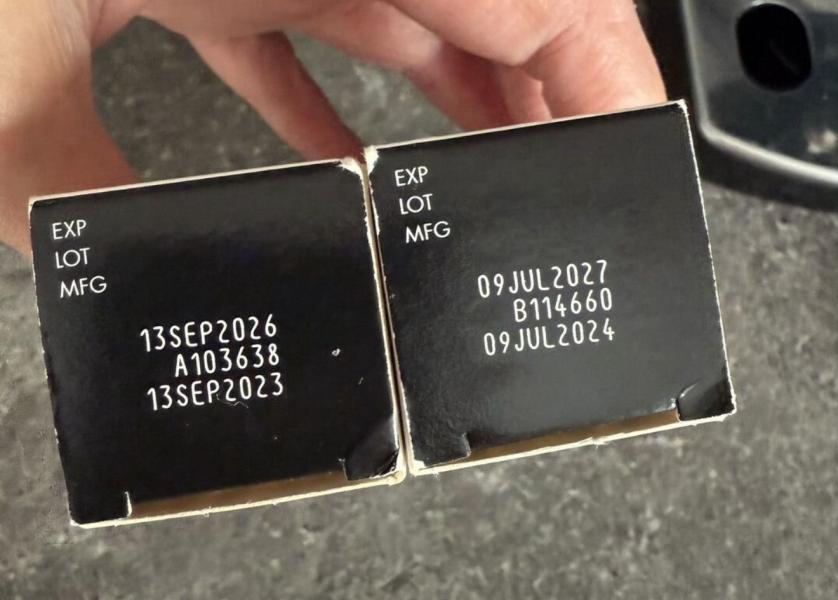 EXP
LOT
MFG
13SEP2026
A103638
13SEP2023
EXP
LOT
MFG
09JUL2027
B114660
09JUL2024